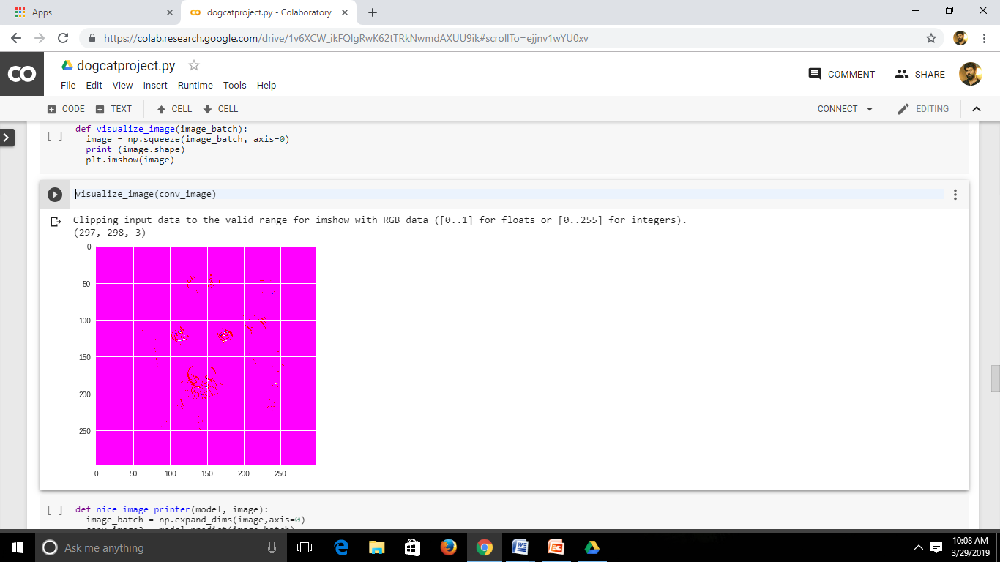 Apps
dogcatproject.py - Colaboratory
https://colab.research.google.com/drive/1v6XCW_ikFQlgRwK62tTRkNwmdAXUU9ik#scrollTo=ejjnv1wYU0xv
CO
dogcatproject.py
COMMENT
SHARE
File Edit View Insert Runtime Tools Help
CODE TEXT CELL CELL
CONNECT
EDITING
def visualize_image(image_batch):
[ ]
image = np.squeeze(image_batch, axis=0)
print (image.shape)
plt.imshow(image)
visualize_image(conv_image)
Clipping input data to the valid range for imshow with RGB data ([0..1] for floats or [0..255] for integers).
(297, 298, 3)
0
50
100
150
200
250
0 50 100 150 200 250
[ ] def nice_image_printer(model, image):
image_batch = np.expand_dims(image,axis=0)
Ask me anything
10:08 AM
3/29/2019